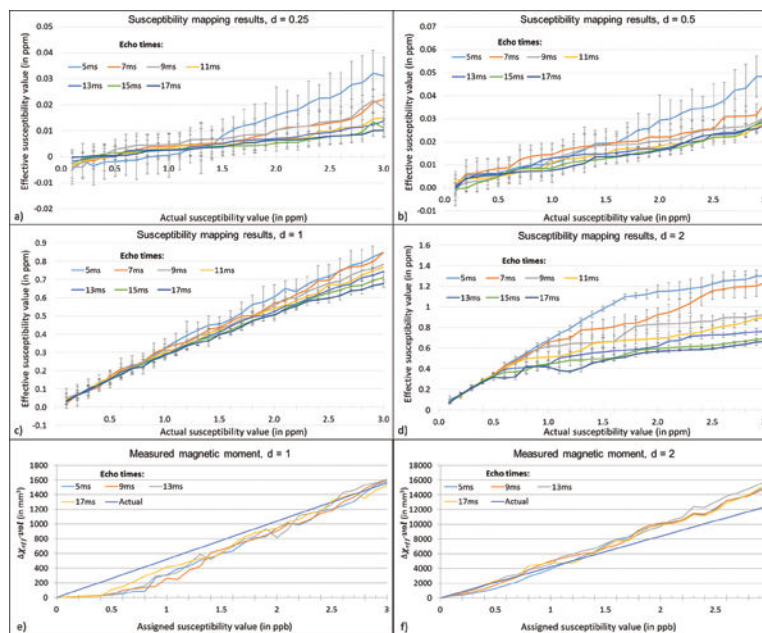 Susceptibility mapping results, d = 0.25
Effective susceptibility value (in ppm)
Echo times:
5ms 7ms 9ms 11ms
13ms 15ms 17ms
0.04
0.03
0.02
0.01
0
-0.01
-0.02
0.0 0.5 1.0 1.5 2.0 2.5 3.0
a) Actual susceptibility value (in ppm)
Susceptibility mapping results, d = 0.5
Effective susceptibility value (in ppm)
Echo times:
5ms 7ms 9ms 11ms
13ms 15ms 17ms
0.07
0.06
0.05
0.04
0.03
0.02
0.01
0.00
-0.01
0.5 1.0 1.5 2.0 2.5
b) Actual susceptibility value (in ppm)
Susceptibility mapping results, d = 1
Effective susceptibility value (in ppm)
Echo times:
5ms 7ms 9ms 11ms
13ms 15ms 17ms
0.9
0.8
0.7
0.6
0.5
0.4
0.3
0.2
0.1
0.0
-0.1
0.5 1.0 1.5 2.0 2.5 3.0
c) Actual susceptibility value (in ppm)
Susceptibility mapping results, d = 2
Effective susceptibility value (in ppm)
Echo times:
5ms 7ms 9ms 11ms
13ms 15ms 17ms
1.6
1.4
1.2
1
0.8
0.6
0.4
0.2
0
0.5 1.0 1.5 2.0 2.5
d) Actual susceptibility value (in ppm)
Measured magnetic moment, d = 1
Echo times:
5ms 9ms 13ms
17ms Actual
1800
1600
1400
1200
1000
800
600
400
200
0
0 0.5 1 1.5 2 2.5 3
e) Assigned susceptibility value (in ppb)
Measured magnetic moment, d = 2
Echo times:
5ms 9ms 13ms
17ms Actual
18000
16000
14000
12000
10000
8000
6000
4000
2000
0
0 0.5 1 1.5 2 2.5
f) Assigned susceptibility value (in ppb)